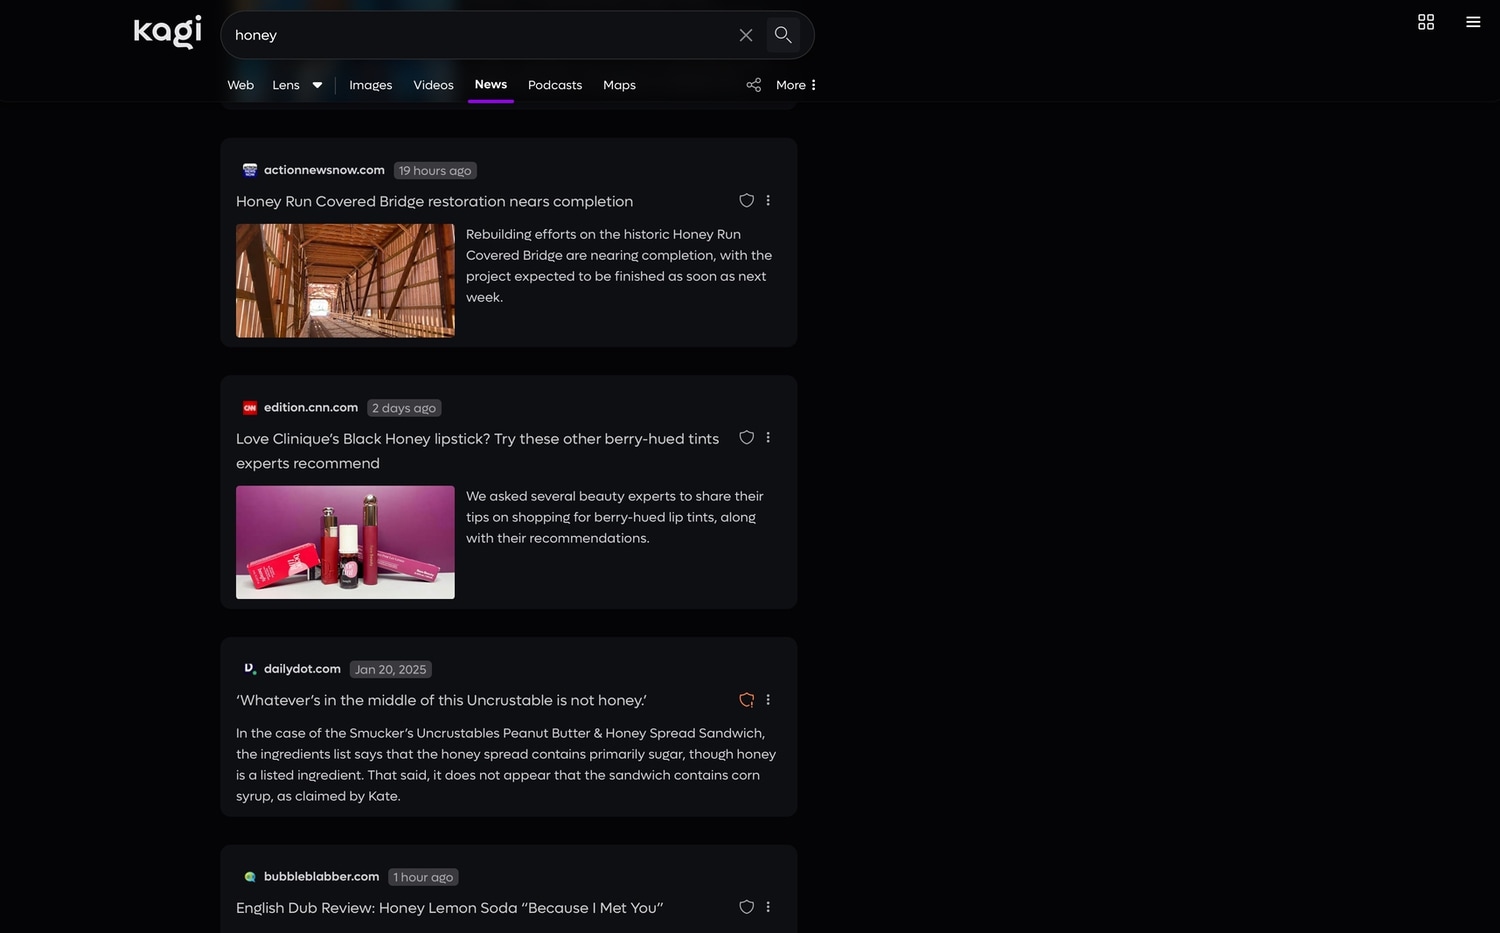 kagi
honey
Web Lens Images Videos News Podcasts Maps More
actionnewsnow.com 19 hours ago
Honey Run Covered Bridge restoration nears completion
Rebuilding efforts on the historic Honey Run
Covered Bridge are nearing completion, with the
project expected to be finished as soon as next
week.
CNN edition.cnn.com 2 days ago
Love Clinique's Black Honey lipstick? Try these other berry-hued tints
experts recommend
We asked several beauty experts to share their
tips on shopping for berry-hued lip tints, along
with their recommendations.
D. dailydot.com Jan 20, 2025
'Whatever's in the middle of this Uncrustable is not honey.'
In the case of the Smucker's Uncrustables Peanut Butter & Honey Spread Sandwich,
the ingredients list says that the honey spread contains primarily sugar, though honey
is a listed ingredient. That said, it does not appear that the sandwich contains corn
syrup, as claimed by Kate.
bubbleblabber.com 1 hour ago
English Dub Review: Honey Lemon Soda “Because I Met You”